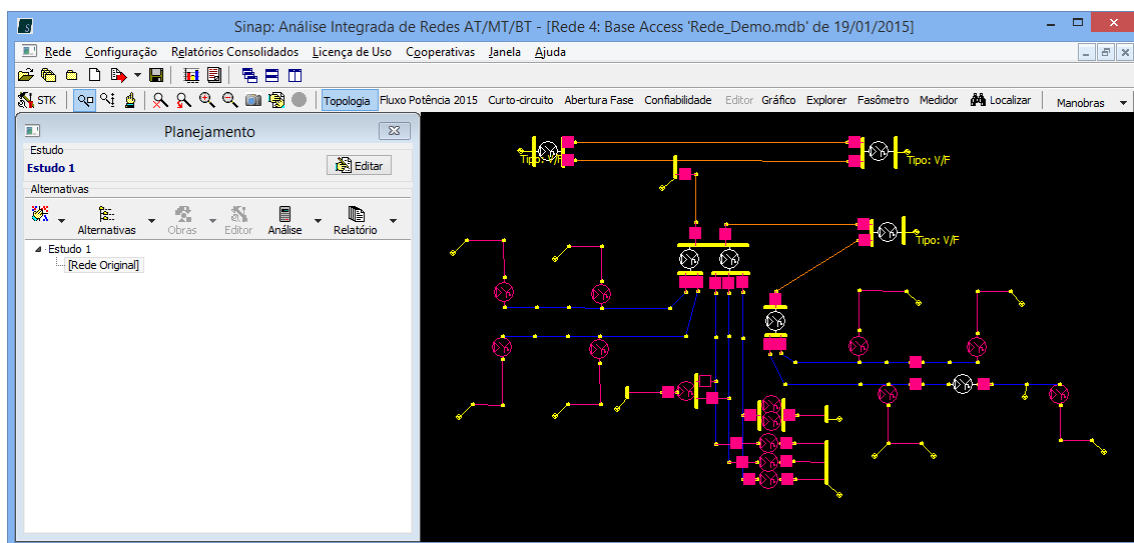 Sinap: Análise Integrada de Redes AT/MT/BT - [Rede 4: Base Access 'Rede_Demo.mdb' de 19/01/2015]
Rede Configuração Relatórios Consolidados Licença de Uso Cooperativas Janela Ajuda
STK Topologia Fluxo Potência 2015 Curto-circuito Abertura Fase Confiabilidade Editor Gráfico Explorer Fasômetro Medidor Localizar Manobras
Planejamento
Estudo
Estudo 1 Editar
Alternativas
Alternativas Obras Editor Análise Relatório
Estudo 1
[Rede Original]
Tipo: V/F
Tipo: V/F
Tipo: V/F